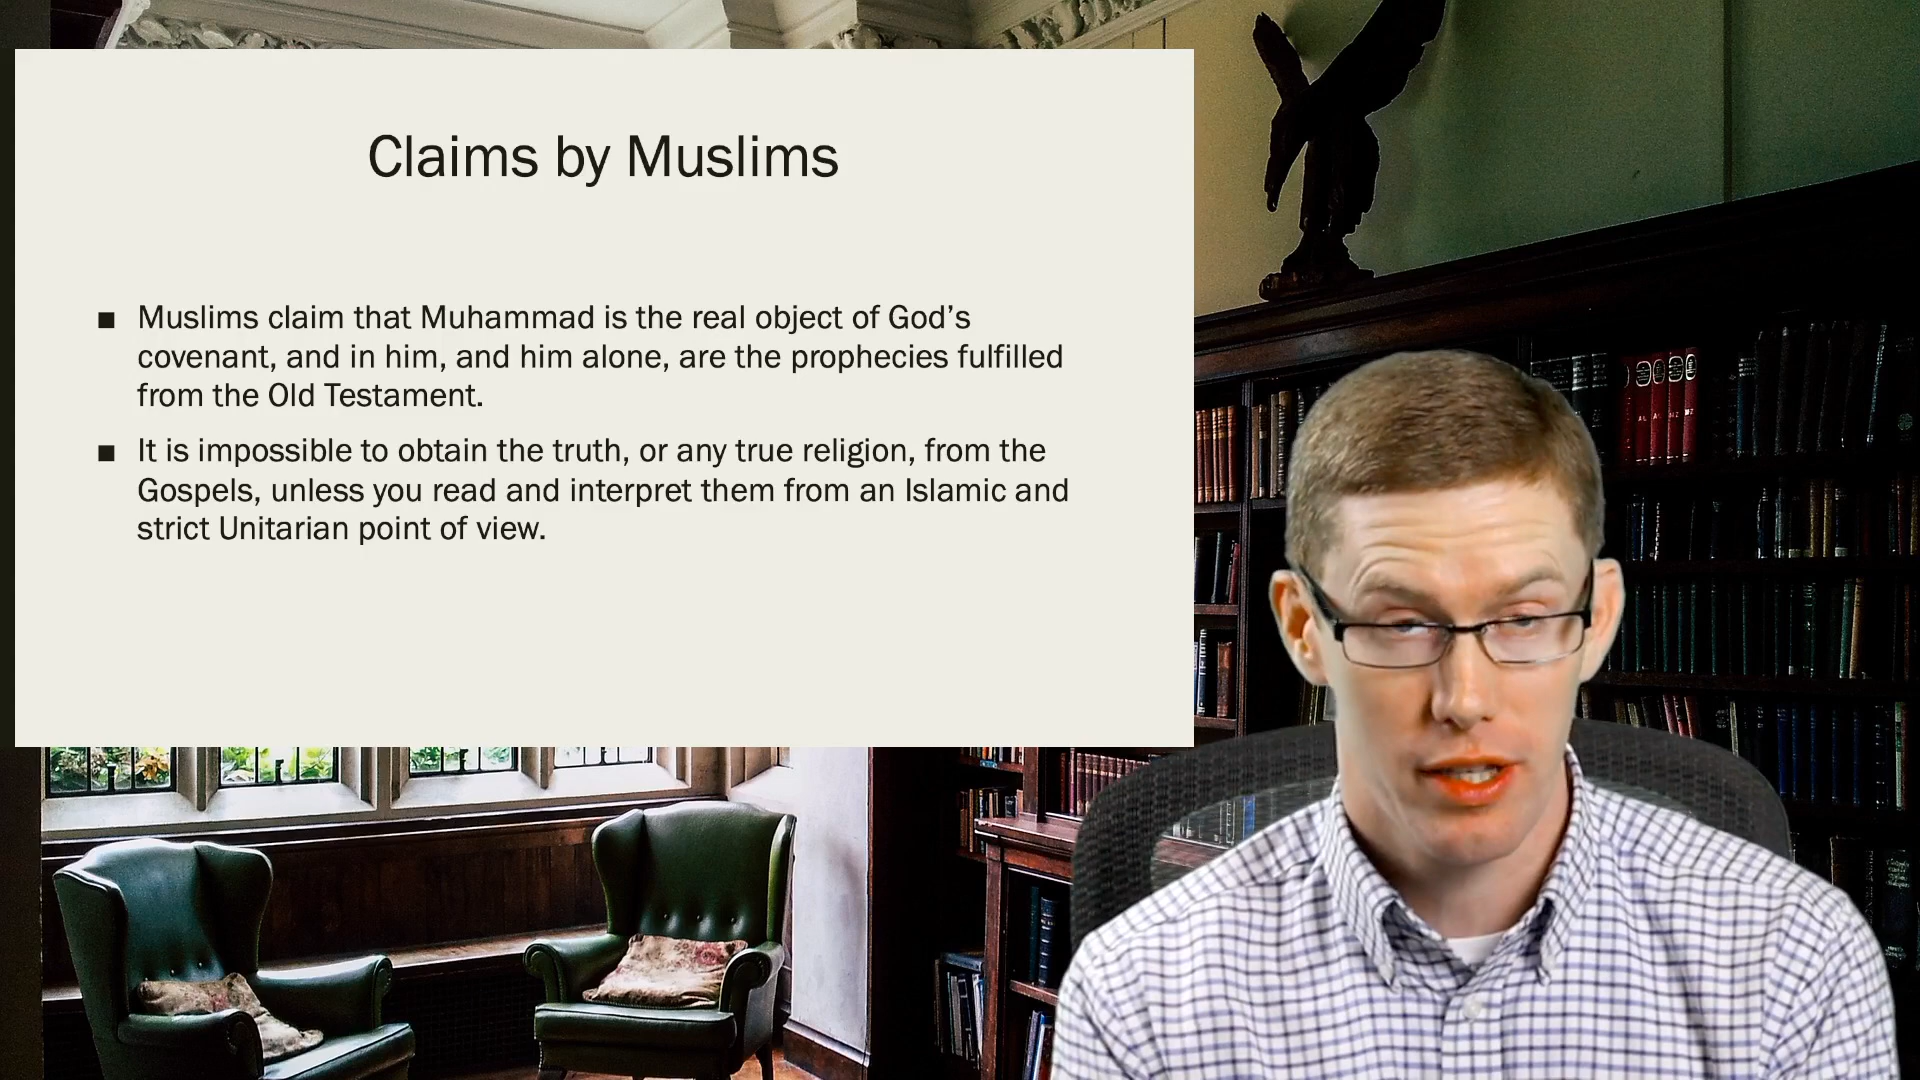 Claims by Muslims
▪ Muslims claim that Muhammad is the real object of God’s
covenant, and in him, and him alone, are the prophecies fulfilled
from the Old Testament.
▪ It is impossible to obtain the truth, or any true religion, from the
Gospels, unless you read and interpret them from an Islamic and
strict Unitarian point of view.